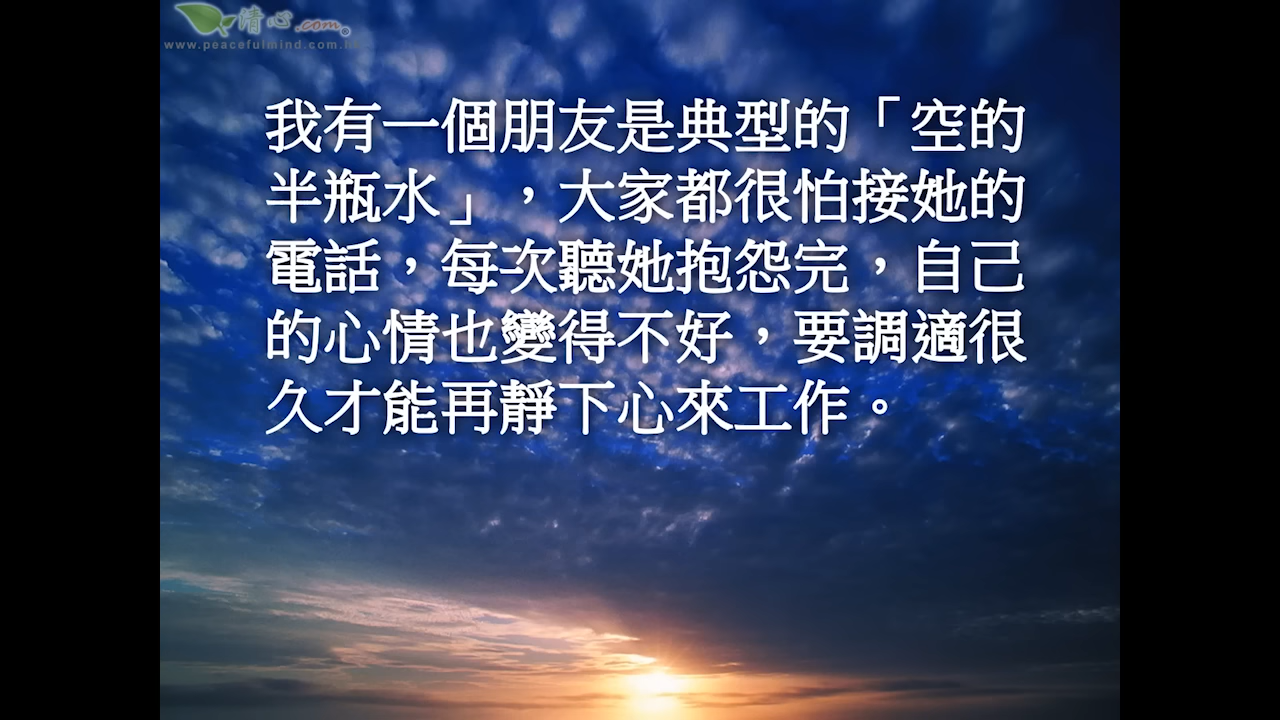 清心.com
www.peacefulmind.com.h
我有一個朋友是典型的「空的
半瓶水」，大家都很怕接她的
電話，每次聽她抱怨完，自己
的心情也變得不好，要調適很
久才能再靜下心來工作。